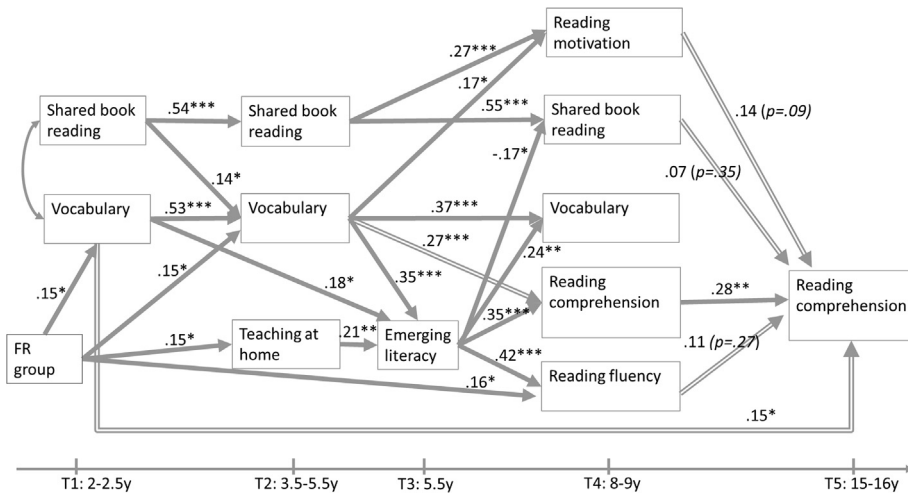 Reading
motivation
.27***
.17*
Shared book
reading
.54***
Shared book
reading
.55***
Shared book
reading
.14 (p=.09)
-.17*
.07 (p=.35)
.14*
Vocabulary
.53***
Vocabulary
.37***
Vocabulary
.27***
.24**
.15*
.15*
.18*
.35***
Reading
comprehension
.28**
Reading
comprehension
.35***
FR
group
.15*
Teaching at
home
.21**
Emerging
literacy
.11 (p=.27)
.42***
Reading fluency
.16*
.15*
T1: 2-2.5y
T2: 3.5-5.5y
T3: 5.5y
T4: 8-9y
T5: 15-16y